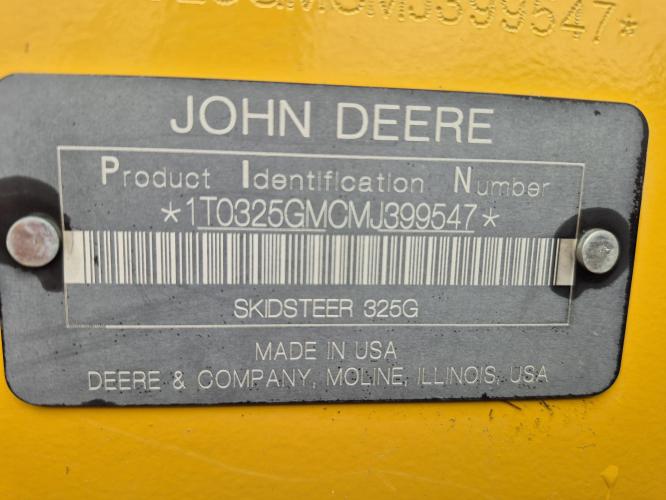 JOHN DEERE
Product Identification Number
*1T0325GMCMJ399547*
SKIDSTEER 325G
MADE IN USA
DEERE & COMPANY, MOLINE, ILLINOIS, USA